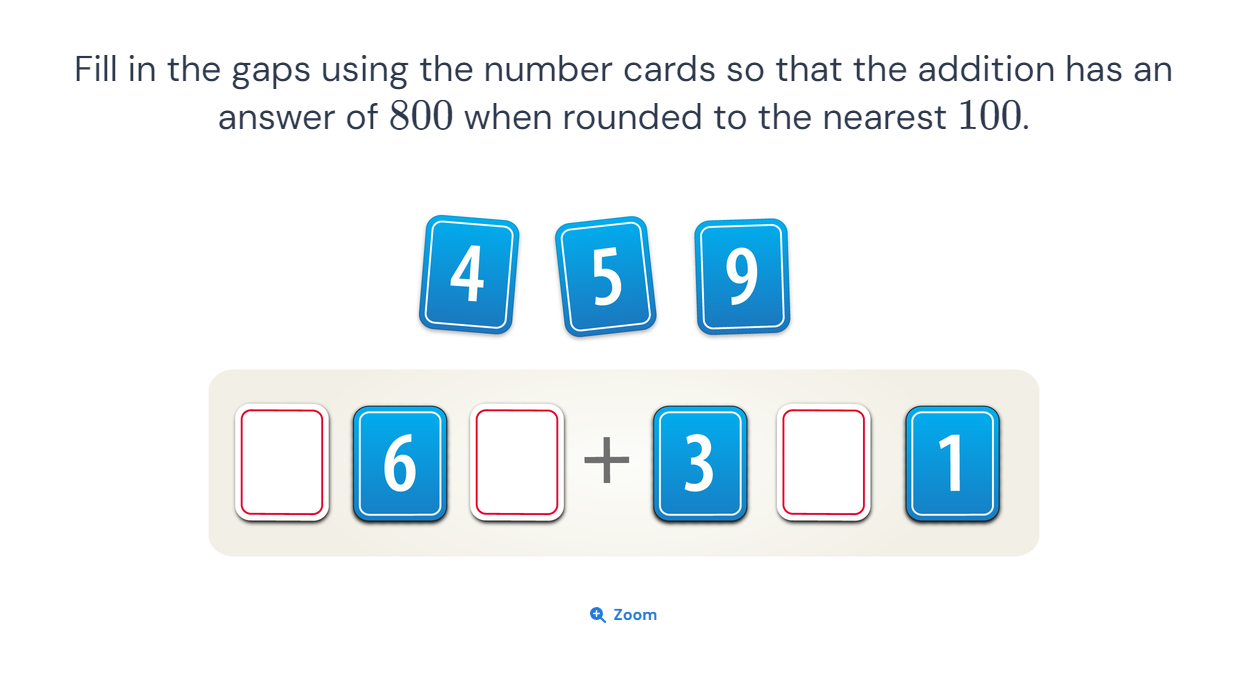 Fill in the gaps using the number cards so that the addition has an
answer of 800 when rounded to the nearest 100.
4 5 9
6 + 3 1
Zoom